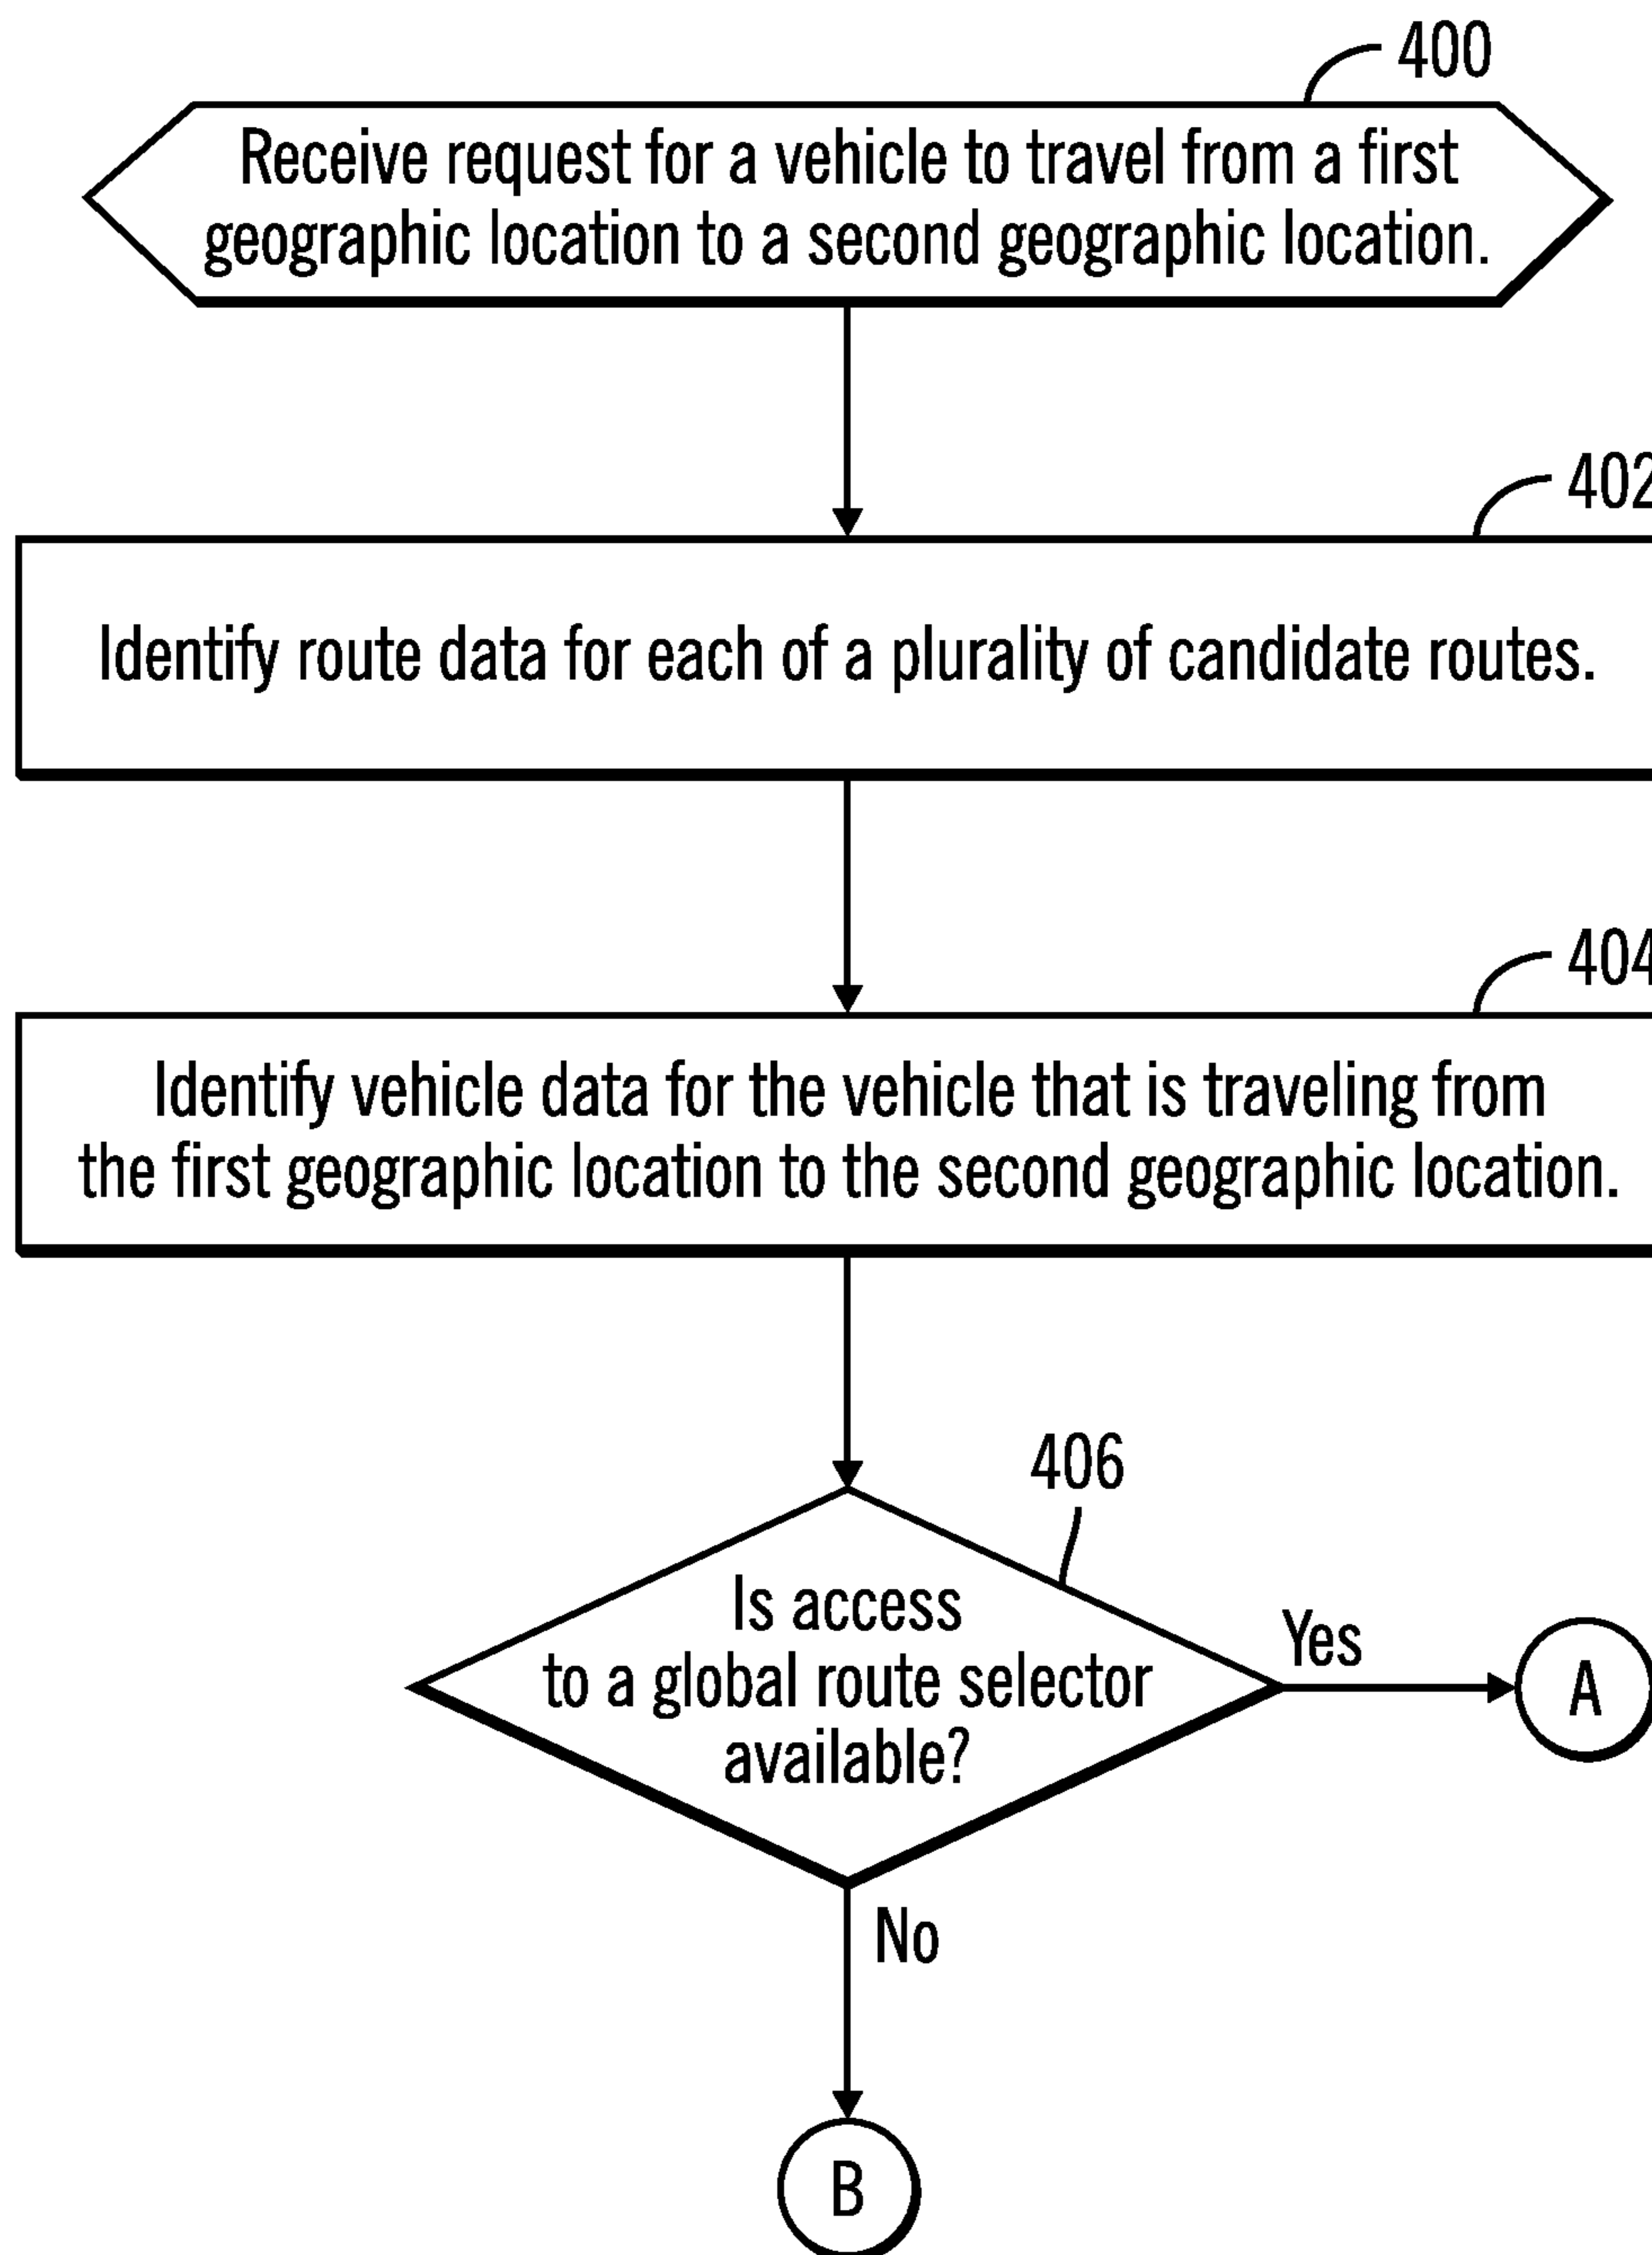 400
Receive request for a vehicle to travel from a first
geographic location to a second geographic location.
402
Identify route data for each of a plurality of candidate routes.
404
Identify vehicle data for the vehicle that is traveling from
the first geographic location to the second geographic location.
406
Is access
to a global route selector
available?
Yes
A
No
B